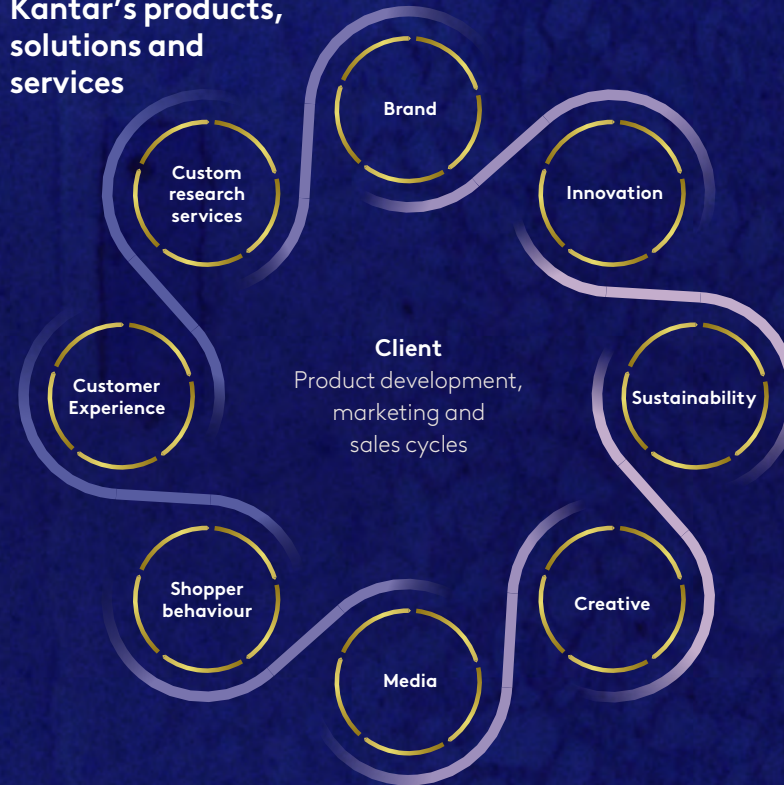 Kantar’s products,
solutions and
services
Brand
Custom
research
services
Innovation
Client
Product development,
marketing and
sales cycles
Customer
Experience
Sustainability
Shopper
behaviour
Creative
Media